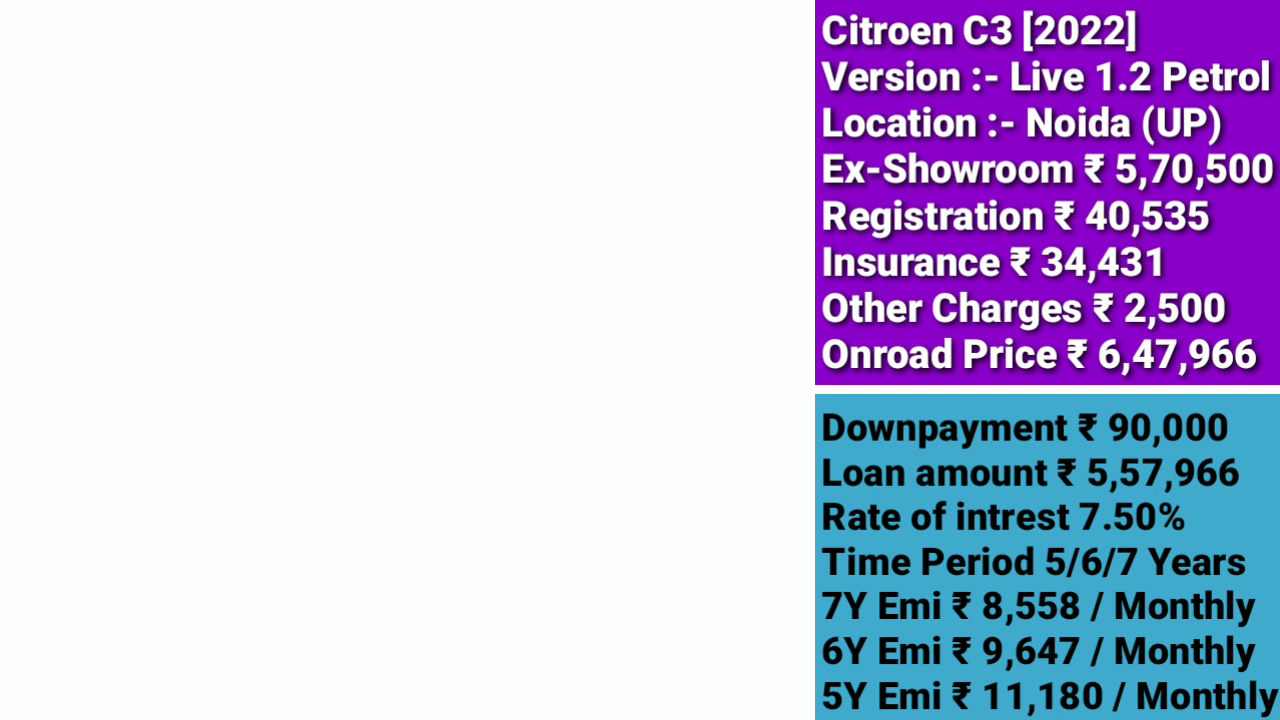 Citroen C3 [2022]
Version :- Live 1.2 Petrol
Location :- Noida (UP)
Ex-Showroom ₹ 5,70,500
Registration ₹ 40,535
Insurance ₹ 34,431
Other Charges ₹ 2,500
Onroad Price ₹ 6,47,966
Downpayment ₹ 90,000
Loan amount ₹ 5,57,966
Rate of intrest 7.50%
Time Period 5/6/7 Years
7Y Emi ₹ 8,558 / Monthly
6Y Emi ₹ 9,647 / Monthly
5Y Emi ₹ 11,180 / Monthly